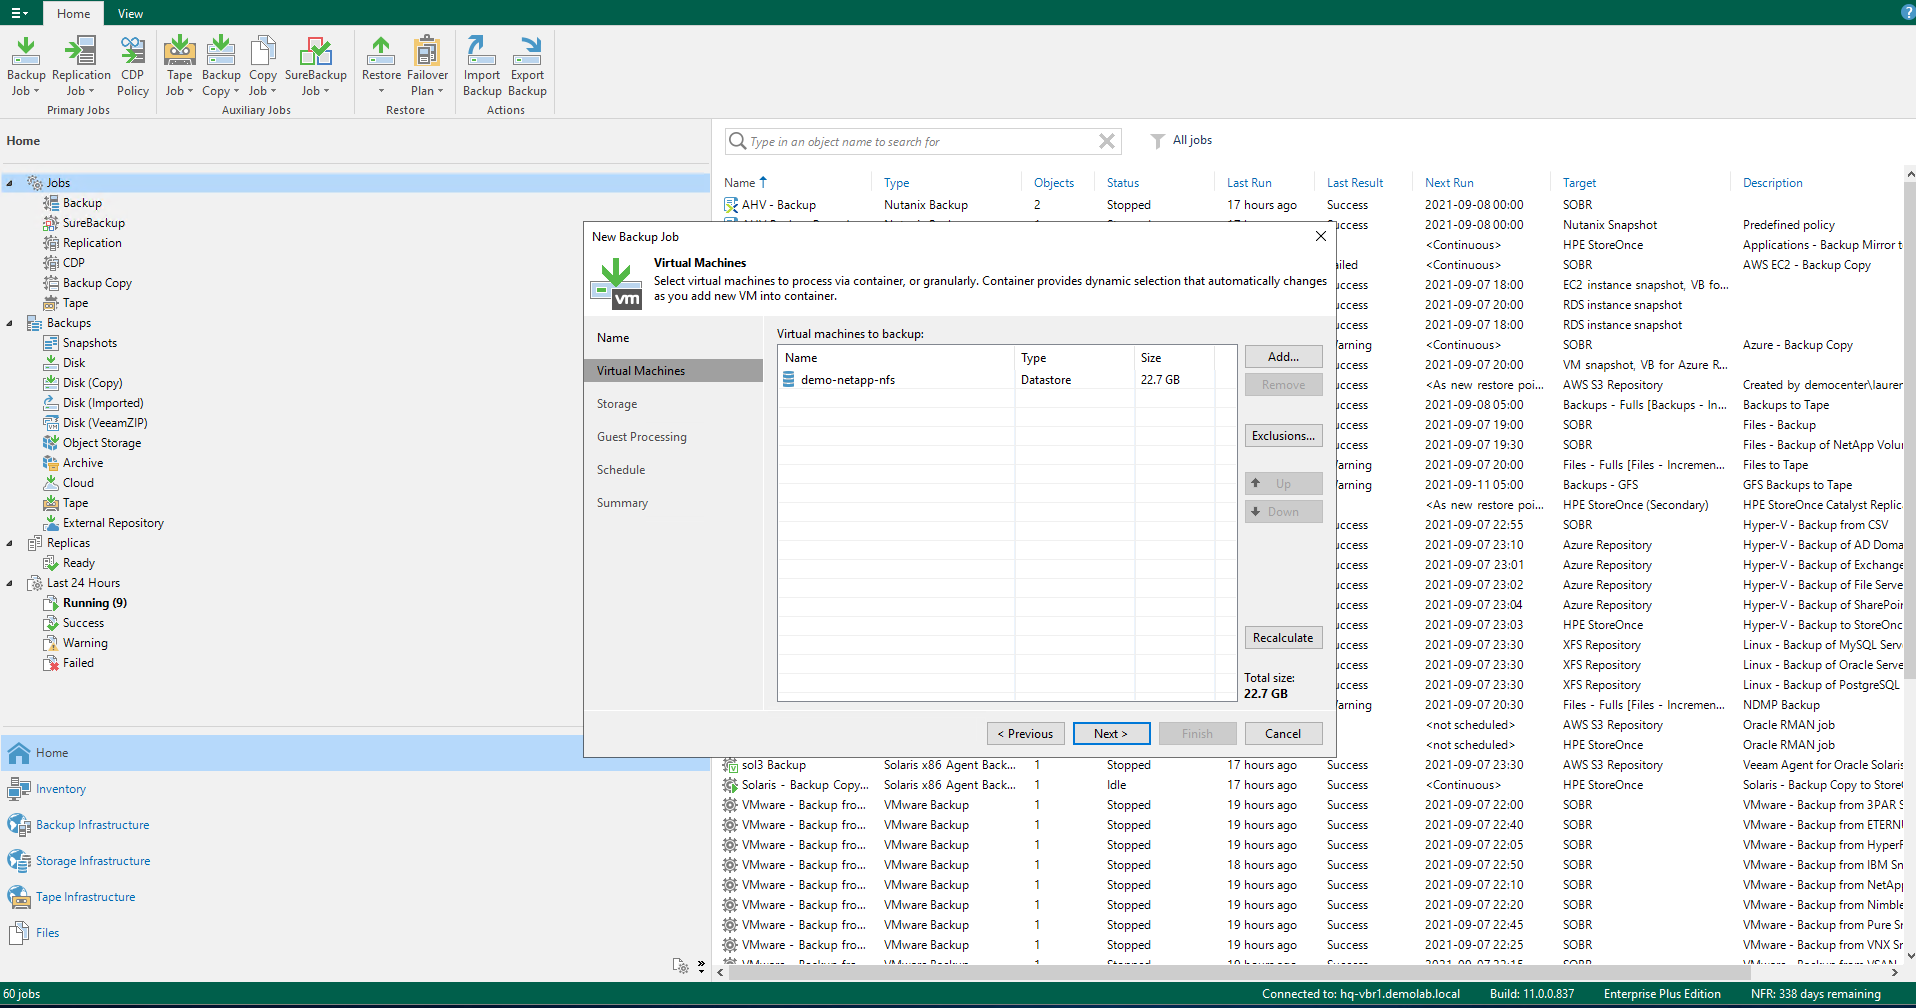 Home View
Backup Job Replication Job CDP Policy
Primary Jobs
Tape Job Backup Copy Copy Job SureBackup Job
Auxiliary Jobs
Restore Failover Plan
Restore
Import Backup Export Backup
Actions
Home
Jobs
Backup
SureBackup
Replication
CDP
Backup Copy
Tape
Backups
Snapshots
Disk
Disk (Copy)
Disk (Imported)
Disk (VeeamZIP)
Object Storage
Archive
Cloud
Tape
External Repository
Replicas
Ready
Last 24 Hours
Running (9)
Success
Warning
Failed
Home
Inventory
Backup Infrastructure
Storage Infrastructure
Tape Infrastructure
Files
Type in an object name to search for
All jobs
Name Type Objects Status Last Run Last Result Next Run Target Description
AHV - Backup Nutanix Backup 2 Stopped 17 hours ago Success 2021-09-08 00:00 SOBR
2021-09-08 00:00 Nutanix Snapshot Predefined policy
<Continuous> HPE StoreOnce Applications - Backup Mirror t
<Continuous> SOBR AWS EC2 - Backup Copy
2021-09-07 18:00 EC2 instance snapshot, VB fo...
2021-09-07 20:00 RDS instance snapshot
2021-09-07 18:00 RDS instance snapshot
<Continuous> SOBR Azure - Backup Copy
2021-09-07 20:00 VM snapshot, VB for Azure R...
<As new restore poi... AWS S3 Repository Created by democenter\lauren
2021-09-08 05:00 Backups - Fulls [Backups - In... Backups to Tape
2021-09-07 19:00 SOBR Files - Backup
2021-09-07 19:30 SOBR Files - Backup of NetApp Volu
2021-09-07 20:00 Files - Fulls [Files - Incremen... Files to Tape
2021-09-11 05:00 Backups - GFS GFS Backups to Tape
<As new restore poi... HPE StoreOnce (Secondary) HPE StoreOnce Catalyst Replic
2021-09-07 22:55 SOBR Hyper-V - Backup from CSV
2021-09-07 23:10 Azure Repository Hyper-V - Backup of AD Doma
2021-09-07 23:01 Azure Repository Hyper-V - Backup of Exchange
2021-09-07 23:02 Azure Repository Hyper-V - Backup of File Serve
2021-09-07 23:04 Azure Repository Hyper-V - Backup of SharePoin
2021-09-07 23:03 HPE StoreOnce Hyper-V - Backup to StoreOnc
2021-09-07 23:30 XFS Repository Linux - Backup of MySQL Serv
2021-09-07 23:30 XFS Repository Linux - Backup of Oracle Serve
2021-09-07 23:30 XFS Repository Linux - Backup of PostgreSQL
2021-09-07 20:30 Files - Fulls [Files - Incremen... NDMP Backup
<not scheduled> AWS S3 Repository Oracle RMAN job
<not scheduled> HPE StoreOnce Oracle RMAN job
sol3 Backup Solaris x86 Agent Back... 1 Stopped 17 hours ago Success 2021-09-07 23:30 AWS S3 Repository Veeam Agent for Oracle Solaris
Solaris - Backup Copy... Solaris x86 Agent Back... 1 Idle 17 hours ago Success <Continuous> HPE StoreOnce Solaris - Backup Copy to Store
VMware - Backup fro... VMware Backup 1 Stopped 19 hours ago Success 2021-09-07 22:00 SOBR VMware - Backup from 3PAR S
VMware - Backup fro... VMware Backup 1 Stopped 19 hours ago Success 2021-09-07 22:40 SOBR VMware - Backup from ETERNU
VMware - Backup fro... VMware Backup 1 Stopped 19 hours ago Success 2021-09-07 22:05 SOBR VMware - Backup from HyperF
VMware - Backup fro... VMware Backup 1 Stopped 18 hours ago Success 2021-09-07 22:50 SOBR VMware - Backup from IBM Sn
VMware - Backup fro... VMware Backup 1 Stopped 19 hours ago Success 2021-09-07 22:10 SOBR VMware - Backup from NetApp
VMware - Backup fro... VMware Backup 1 Stopped 19 hours ago Success 2021-09-07 22:20 SOBR VMware - Backup from Nimble
VMware - Backup fro... VMware Backup 1 Stopped 19 hours ago Success 2021-09-07 22:45 SOBR VMware - Backup from Pure Sn
VMware - Backup fro... VMware Backup 1 Stopped 19 hours ago Success 2021-09-07 22:25 SOBR VMware - Backup from VNX Sn
New Backup Job
vm
Virtual Machines
Select virtual machines to process via container, or granularly. Container provides dynamic selection that automatically changes
as you add new VM into container.
Name
Virtual Machines
Storage
Guest Processing
Schedule
Summary
Virtual machines to backup:
Name Type Size
demo-netapp-nfs Datastore 22.7 GB
Add...
Remove
Exclusions...
Up
Down
Recalculate
Total size:
22.7 GB
< Previous Next > Finish Cancel
60 jobs Connected to: hq-vbr1.demolab.local Build: 11.0.0.837 Enterprise Plus Edition NFR: 338 days remaining